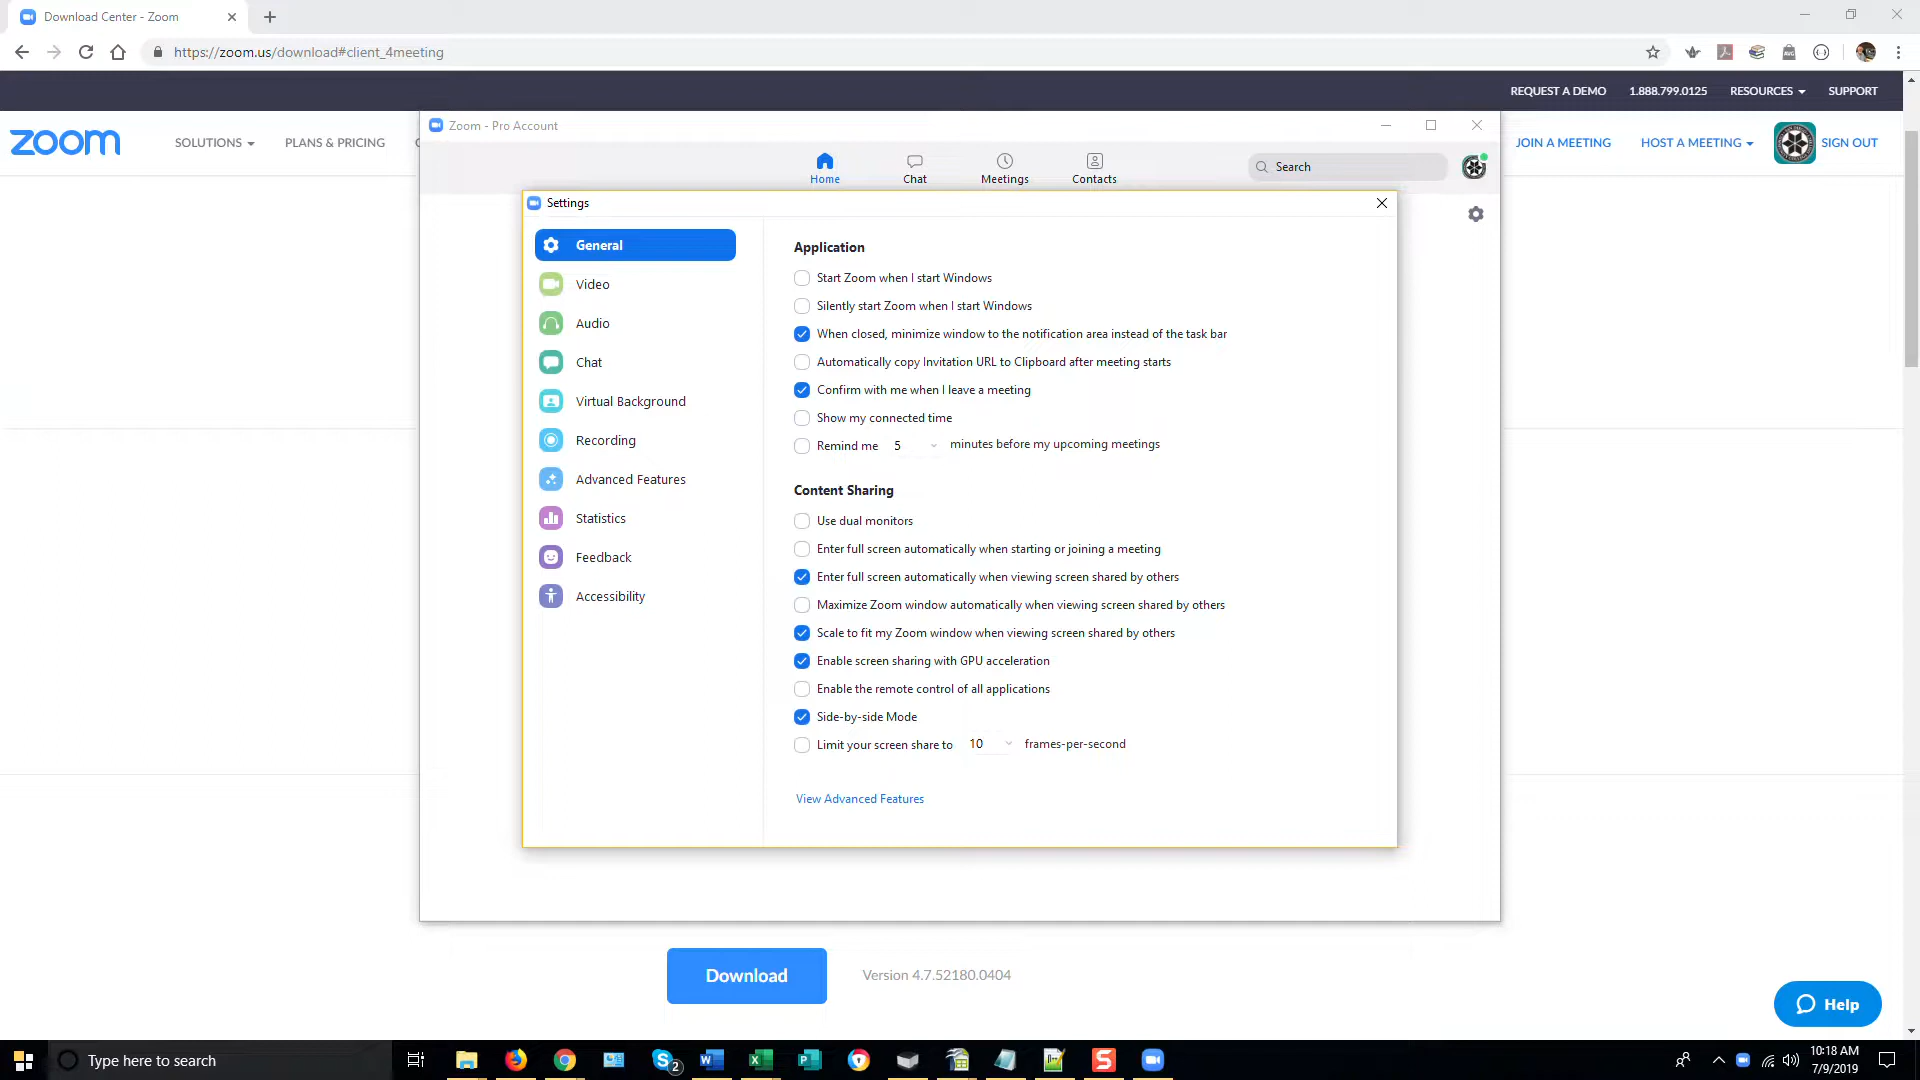 Download Center - Zoom
https://zoom.us/download#client_4meeting
REQUEST A DEMO 1.888.799.0125 RESOURCES SUPPORT
zoom SOLUTIONS PLANS & PRICING JOIN A MEETING HOST A MEETING SIGN OUT
Zoom - Pro Account
Home Chat Meetings Contacts Search
Settings
General
Video
Audio
Chat
Virtual Background
Recording
Advanced Features
Statistics
Feedback
Accessibility
Application
Start Zoom when I start Windows
Silently start Zoom when I start Windows
When closed, minimize window to the notification area instead of the task bar
Automatically copy Invitation URL to Clipboard after meeting starts
Confirm with me when I leave a meeting
Show my connected time
Remind me 5 minutes before my upcoming meetings
Content Sharing
Use dual monitors
Enter full screen automatically when starting or joining a meeting
Enter full screen automatically when viewing screen shared by others
Maximize Zoom window automatically when viewing screen shared by others
Scale to fit my Zoom window when viewing screen shared by others
Enable screen sharing with GPU acceleration
Enable the remote control of all applications
Side-by-side Mode
Limit your screen share to 10 frames-per-second
View Advanced Features
Download Version 4.7.52180.0404
Help
Type here to search
10:18 AM
7/9/2019